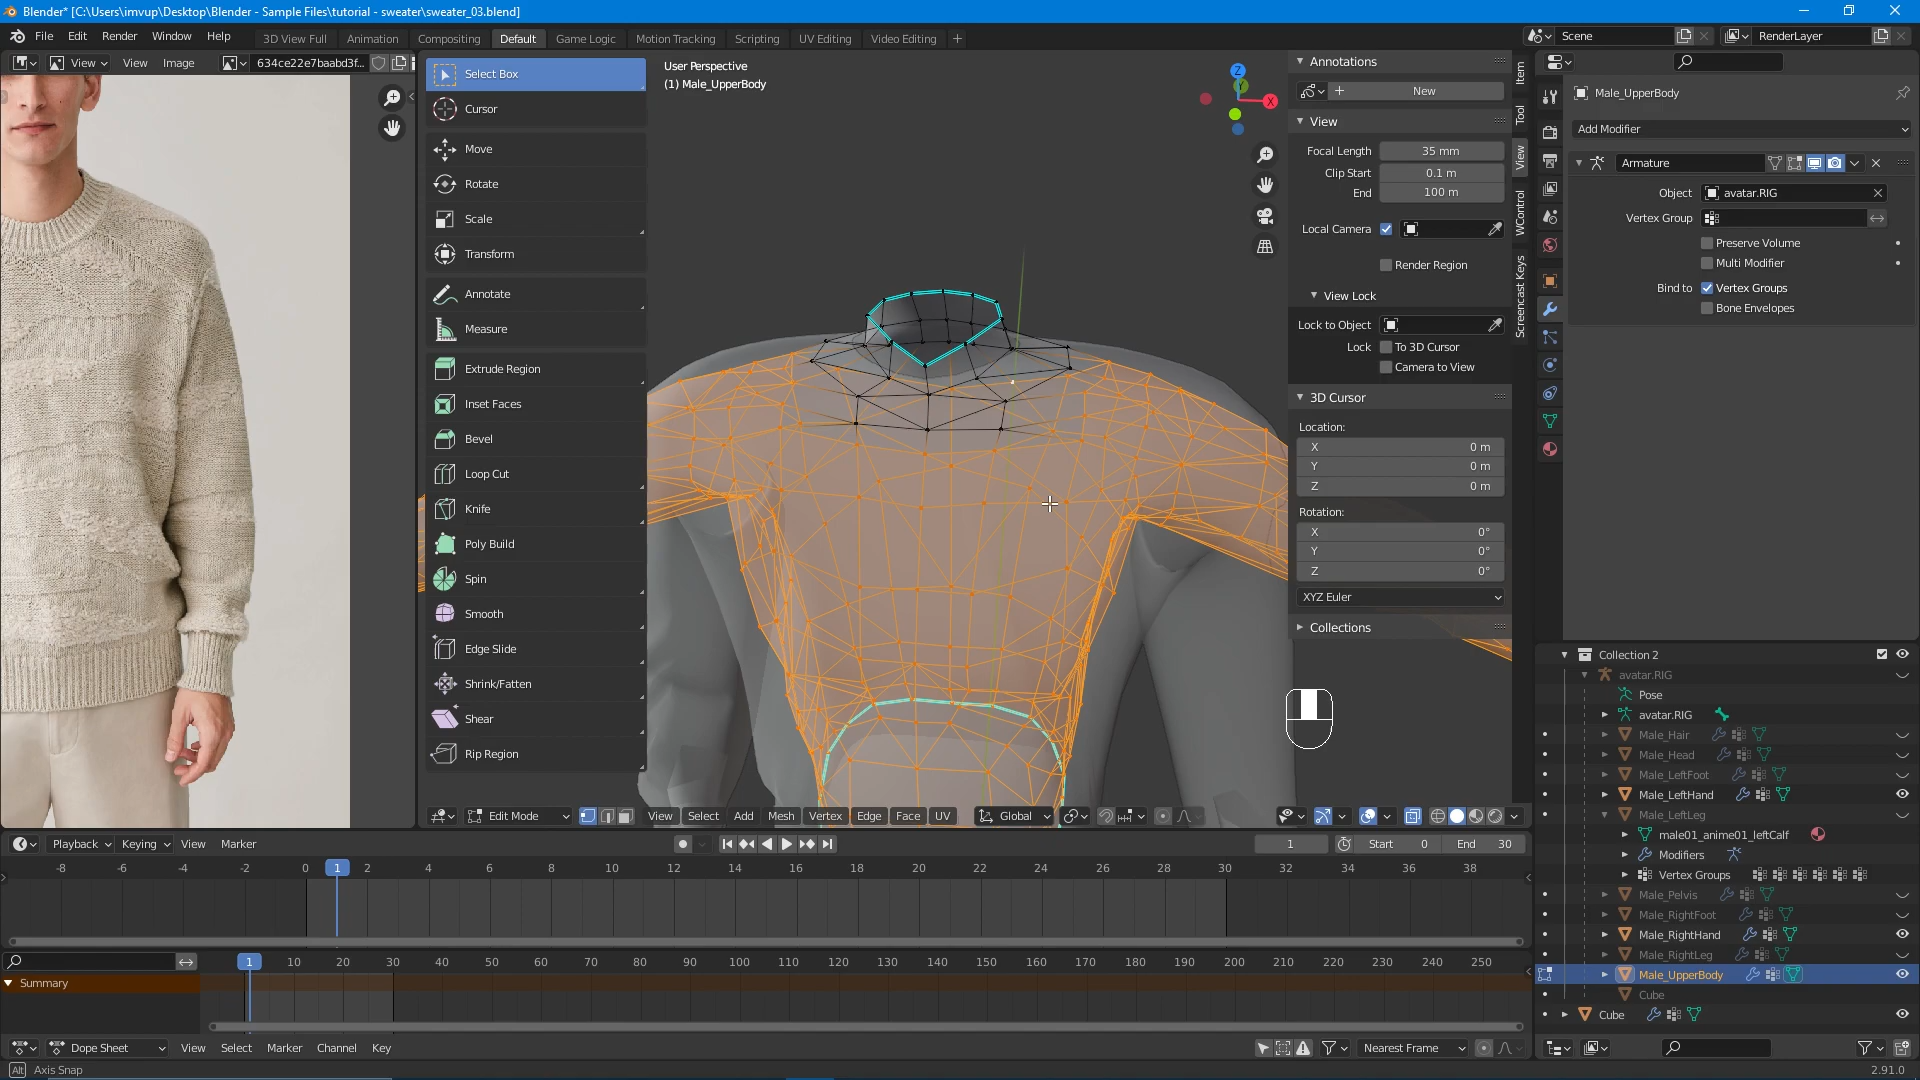 Blender* [C:\Users\imvup\Desktop\Blender - Sample Files\tutorial - sweater\sweater_03.blend]
File Edit Render Window Help
3D View Full Animation Compositing Default Game Logic Motion Tracking Scripting UV Editing Video Editing +
Scene
RenderLayer
View View Image
634ce22e7baabd3f...
Select Box
Cursor
Move
Rotate
Scale
Transform
Annotate
Measure
Extrude Region
Inset Faces
Bevel
Loop Cut
Knife
Poly Build
Spin
Smooth
Edge Slide
Shrink/Fatten
Shear
Rip Region
User Perspective
(1) Male_UpperBody
Z
Y
X
Annotations
New
View
Focal Length 35 mm
Clip Start 0.1 m
End 100 m
Local Camera
Render Region
View Lock
Lock to Object
Lock To 3D Cursor
Camera to View
3D Cursor
Location:
X 0 m
Y 0 m
Z 0 m
Rotation:
X 0°
Y 0°
Z 0°
XYZ Euler
Collections
Item
Tool
View
WControl
Screencast Keys
Male_UpperBody
Add Modifier
Armature
Object avatar.RIG
Vertex Group
Preserve Volume
Multi Modifier
Bind to Vertex Groups
Bone Envelopes
Collection 2
avatar.RIG
Pose
avatar.RIG
Male_Hair
Male_Head
Male_LeftFoot
Male_LeftHand
Male_LeftLeg
male01_anime01_leftCalf
Modifiers
Vertex Groups
Male_Pelvis
Male_RightFoot
Male_RightHand
Male_RightLeg
Male_UpperBody
Cube
Cube
Edit Mode View Select Add Mesh Vertex Edge Face UV Global
Playback Keying View Marker
1 Start 0 End 30
-8 -6 -4 -2 0 1 2 4 6 8 10 12 14 16 18 20 22 24 26 28 30 32 34 36 38
1 10 20 30 40 50 60 70 80 90 100 110 120 130 140 150 160 170 180 190 200 210 220 230 240 250
Summary
Dope Sheet View Select Marker Channel Key Nearest Frame
Alt Axis Snap
2.91.0